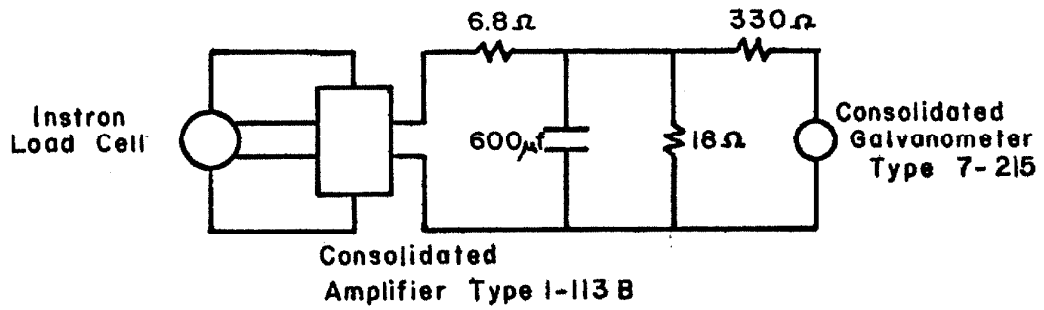 6.8Ω
330Ω
Instron
Load Cell
600μf
18Ω
Consolidated
Galvanometer
Type 7-215
Consolidated
Amplifier Type 1-113 B